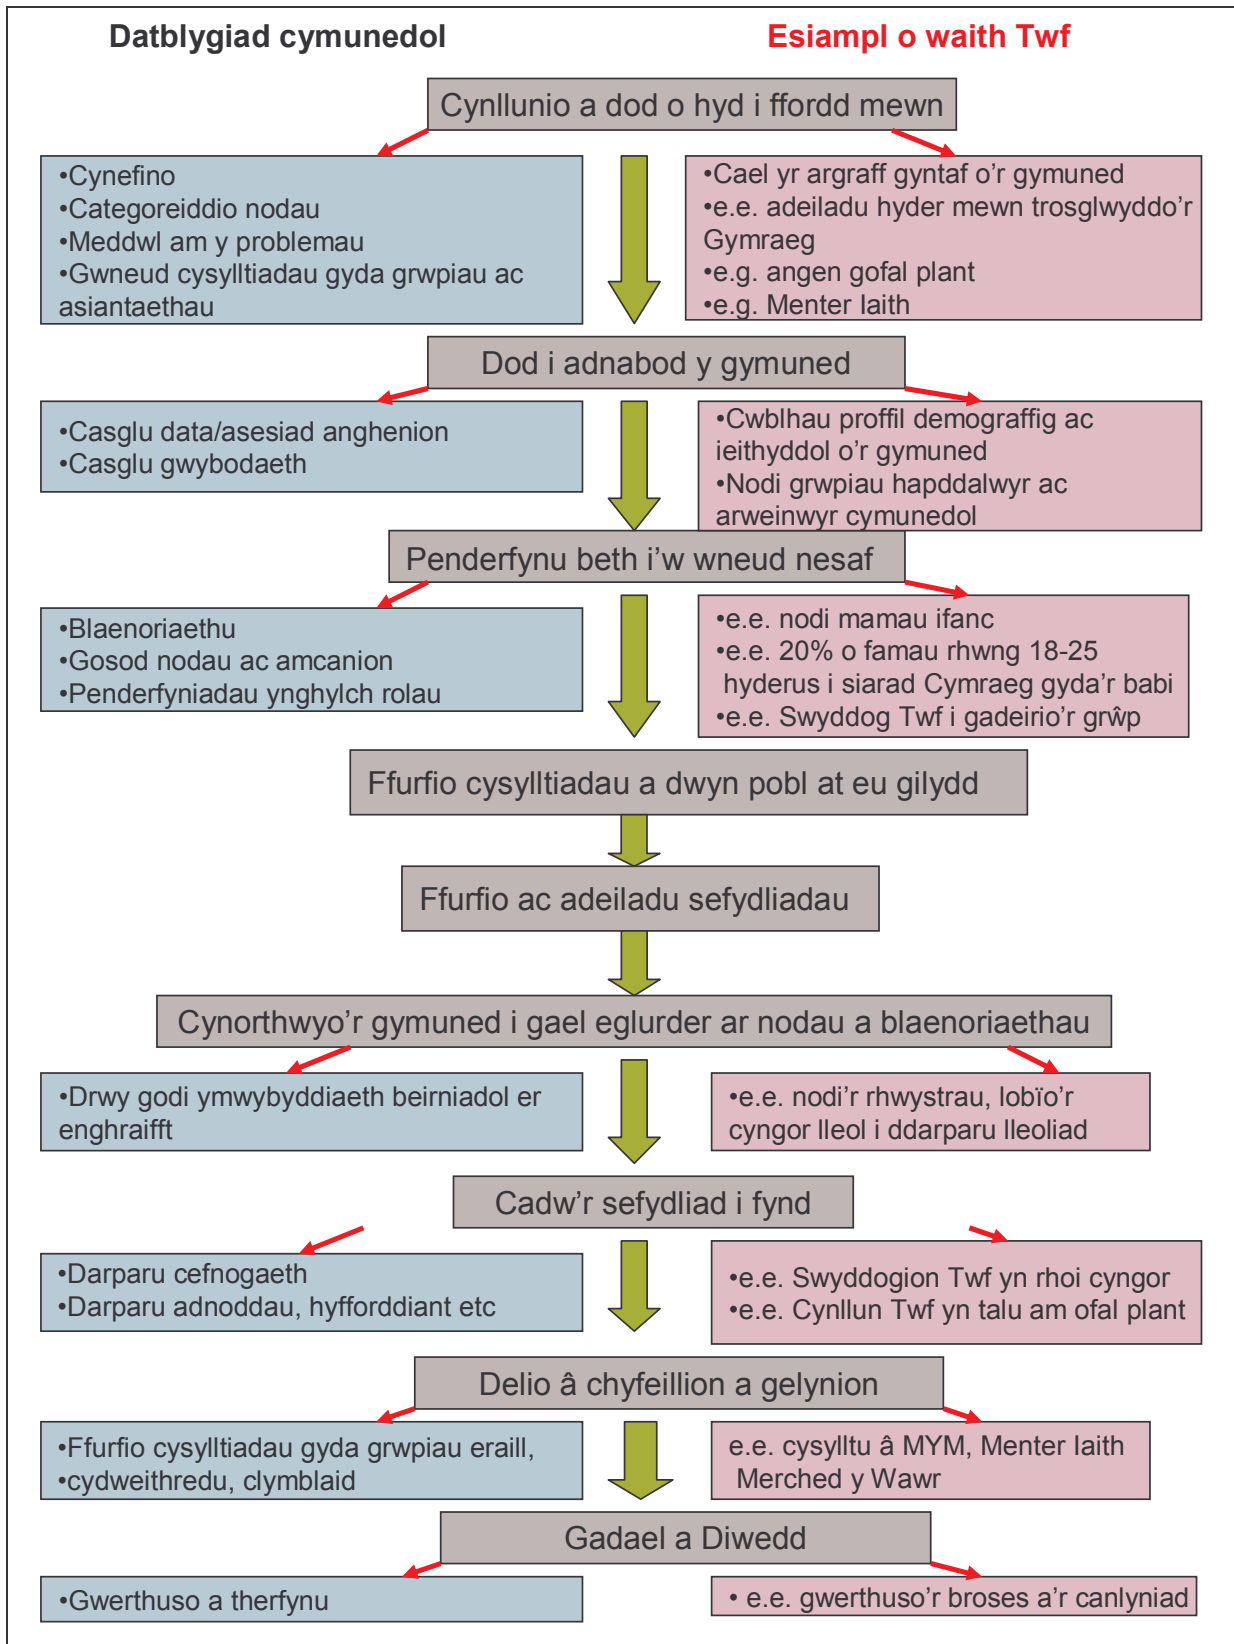 Datblygiad cymunedol
Esiampl o waith Twf
Cynllunio a dod o hyd i ffordd mewn
•Cynefino
•Categoreiddio nodau
•Meddwl am y problemau
•Gwneud cysylltiadau gyda grwpiau ac
asiantaethau
•Cael yr argraff gyntaf o’r gymuned
•e.e. adeiladu hyder mewn trosglwyddo’r
Gymraeg
•e.g. angen gofal plant
•e.g. Menter Iaith
Dod i adnabod y gymuned
•Casglu data/asesiad anghenion
•Casglu gwybodaeth
•Cwblhau proffil demograffig ac
ieithyddol o’r gymuned
•Nodi grwpiau hapddalwyr ac
arweinwyr cymunedol
Penderfynu beth i’w wneud nesaf
•Blaenoriaethu
•Gosod nodau ac amcanion
•Penderfyniadau ynghylch rolau
•e.e. nodi mamau ifanc
•e.e. 20% o famau rhwng 18-25
hyderus i siarad Cymraeg gyda’r babi
•e.e. Swyddog Twf i gadeirio’r grŵp
Ffurfio cysylltiadau a dwyn pobl at eu gilydd
Ffurfio ac adeiladu sefydliadau
Cynorthwyo’r gymuned i gael eglurder ar nodau a blaenoriaethau
•Drwy godi ymwybyddiaeth beirniadol er
enghraifft
•e.e. nodi’r rhwystrau, lobïo’r
cyngor lleol i ddarparu lleoliad
Cadw’r sefydliad i fynd
•Darparu cefnogaeth
•Darparu adnoddau, hyfforddiant etc
•e.e. Swyddogion Twf yn rhoi cyngor
•e.e. Cynllun Twf yn talu am ofal plant
Delio â chyfeillion a gelynion
•Ffurfio cysylltiadau gyda grwpiau eraill,
•cydweithredu, clymblaid
e.e. cysylltu â MYM, Menter Iaith
Merched y Wawr
Gadael a Diwedd
•Gwerthuso a therfynu
• e.e. gwerthuso’r broses a’r canlyniad